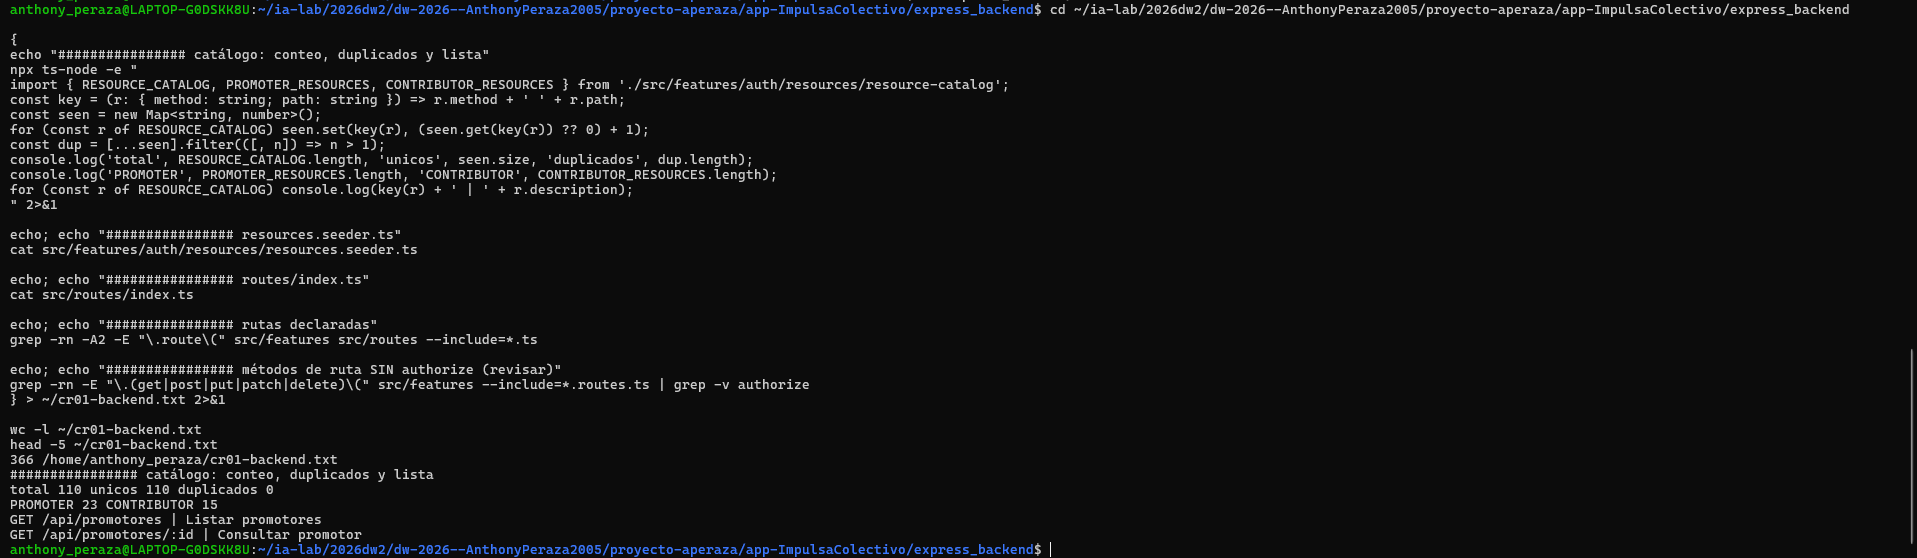 anthony_peraza@LAPTOP-G0DSKK8U:~/ia-lab/2026dw2/dw-2026--AnthonyPeraza2005/proyecto-aperaza/app-ImpulsaColectivo/express_backend$ cd ~/ia-lab/2026dw2/dw-2026--AnthonyPeraza2005/proyecto-aperaza/app-ImpulsaColectivo/express_backend
{
echo "################ catálogo: conteo, duplicados y lista"
npx ts-node -e "
import { RESOURCE_CATALOG, PROMOTER_RESOURCES, CONTRIBUTOR_RESOURCES } from './src/features/auth/resources/resource-catalog';
const key = (r: { method: string; path: string }) => r.method + ' ' + r.path;
const seen = new Map<string, number>();
for (const r of RESOURCE_CATALOG) seen.set(key(r), (seen.get(key(r)) ?? 0) + 1);
const dup = [...seen].filter(([, n]) => n > 1);
console.log('total', RESOURCE_CATALOG.length, 'unicos', seen.size, 'duplicados', dup.length);
console.log('PROMOTER', PROMOTER_RESOURCES.length, 'CONTRIBUTOR', CONTRIBUTOR_RESOURCES.length);
for (const r of RESOURCE_CATALOG) console.log(key(r) + ' | ' + r.description);
" 2>&1
echo; echo "################ resources.seeder.ts"
cat src/features/auth/resources/resources.seeder.ts
echo; echo "################ routes/index.ts"
cat src/routes/index.ts
echo; echo "################ rutas declaradas"
grep -rn -A2 -E "\.route\(" src/features src/routes --include=*.ts
echo; echo "################ métodos de ruta SIN authorize (revisar)"
grep -rn -E "\.(get|post|put|patch|delete)\(" src/features --include=*.routes.ts | grep -v authorize
} > ~/cr01-backend.txt 2>&1
wc -l ~/cr01-backend.txt
head -5 ~/cr01-backend.txt
366 /home/anthony_peraza/cr01-backend.txt
################ catálogo: conteo, duplicados y lista
total 110 unicos 110 duplicados 0
PROMOTER 23 CONTRIBUTOR 15
GET /api/promotores | Listar promotores
GET /api/promotores/:id | Consultar promotor
anthony_peraza@LAPTOP-G0DSKK8U:~/ia-lab/2026dw2/dw-2026--AnthonyPeraza2005/proyecto-aperaza/app-ImpulsaColectivo/express_backend$